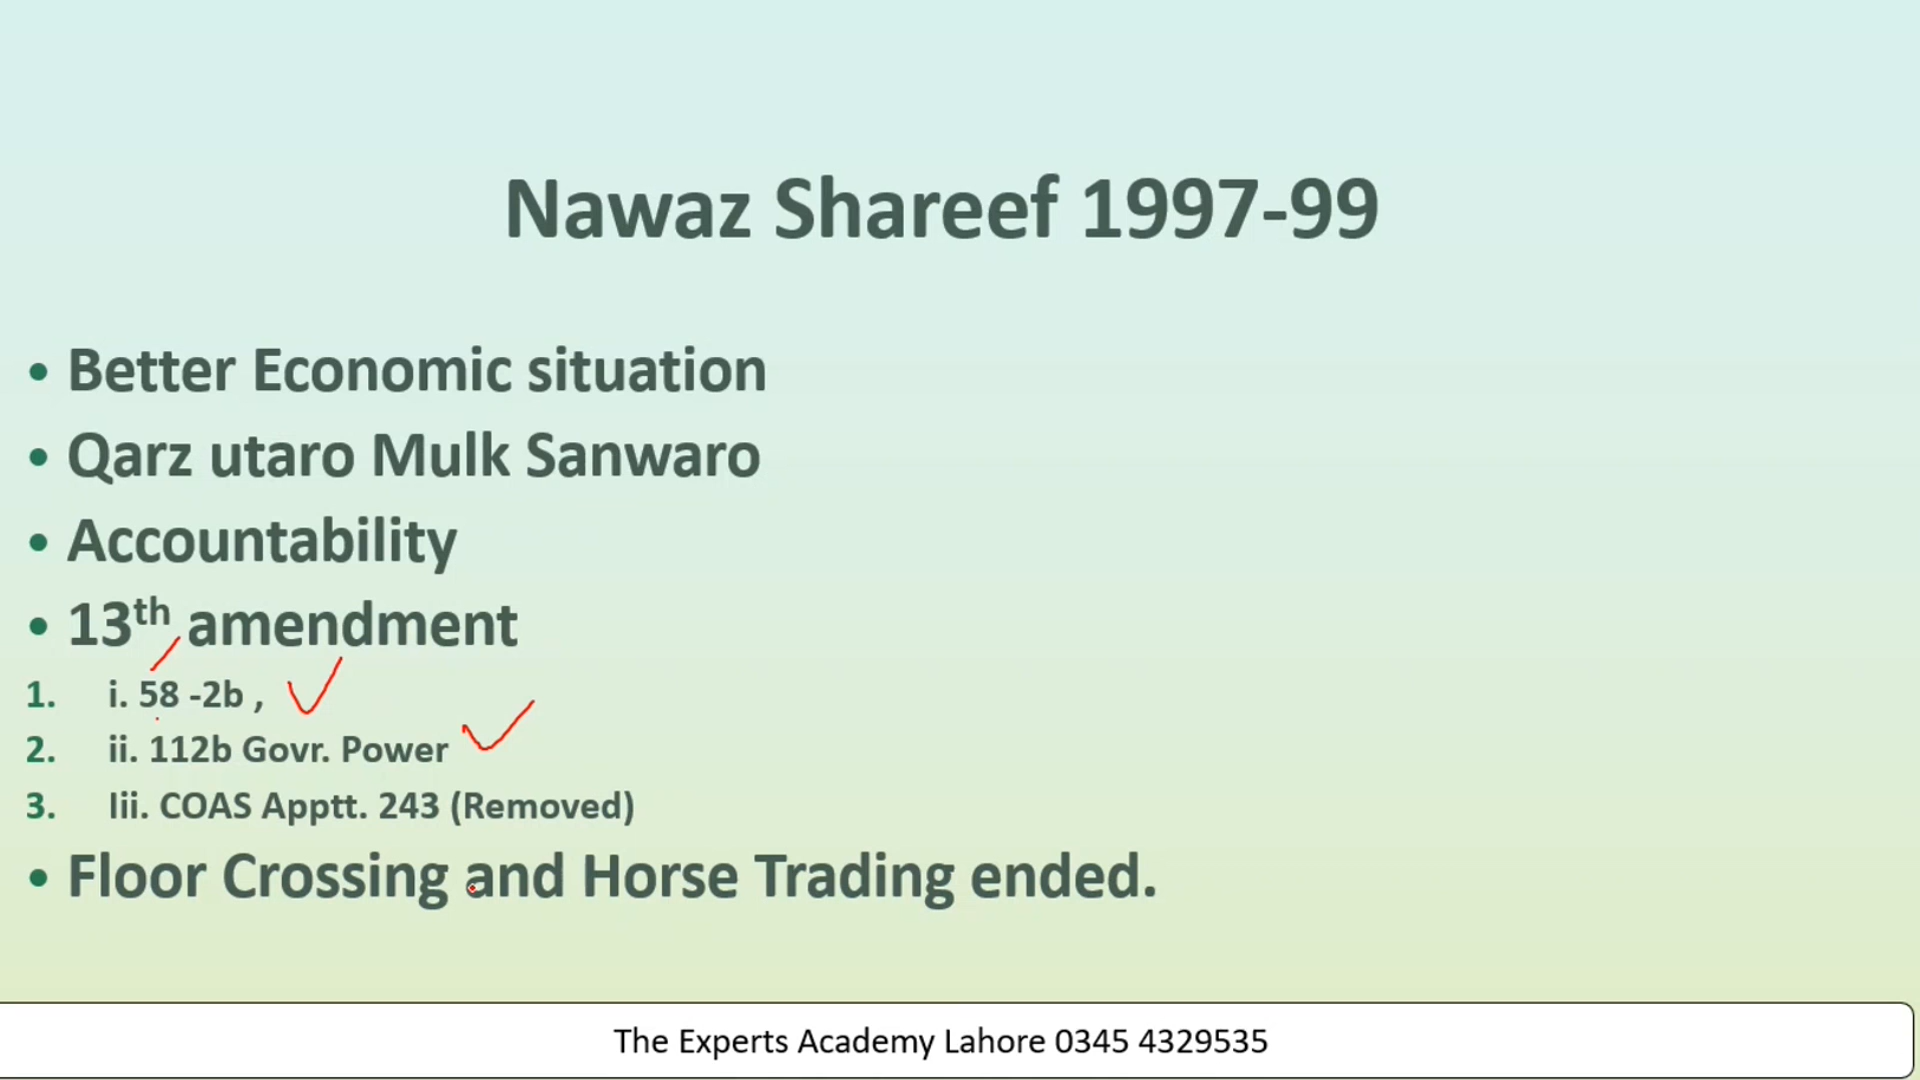 Nawaz Shareef 1997-99
• Better Economic situation
• Qarz utaro Mulk Sanwaro
• Accountability
• 13th amendment
1. i. 58 -2b ,
2. ii. 112b Govr. Power
3. Iii. COAS Apptt. 243 (Removed)
• Floor Crossing and Horse Trading ended.
The Experts Academy Lahore 0345 4329535